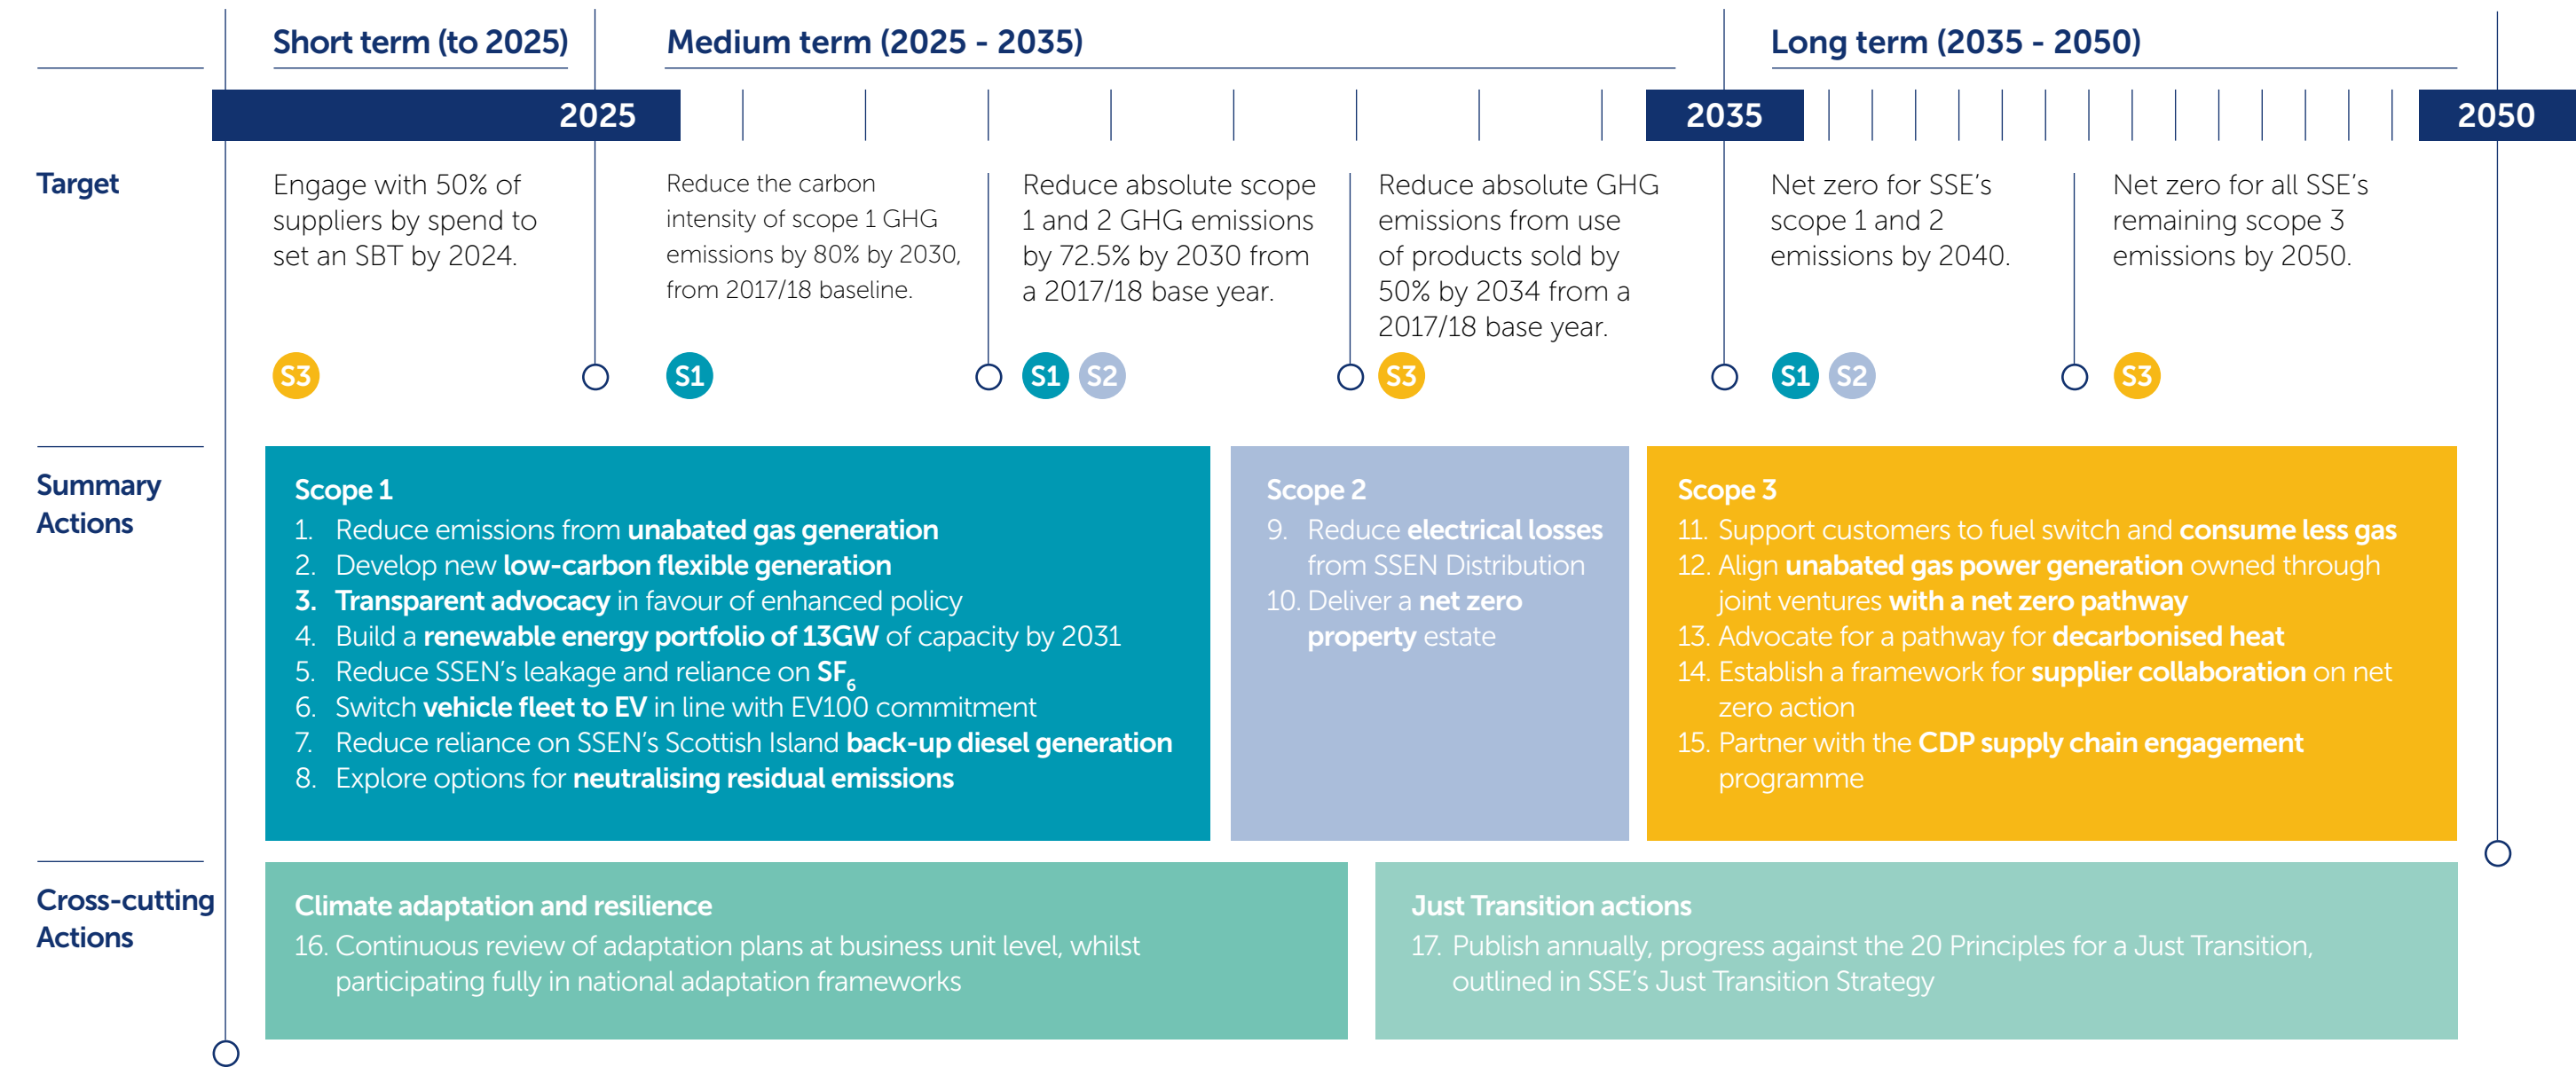 Short term (to 2025)
Medium term (2025 - 2035)
Long term (2035 - 2050)
2025
2035
2050
Target
Engage with 50% of
suppliers by spend to
set an SBT by 2024.
S3
Reduce the carbon
intensity of scope 1 GHG
emissions by 80% by 2030,
from 2017/18 baseline.
S1
Reduce absolute scope
1 and 2 GHG emissions
by 72.5% by 2030 from
a 2017/18 base year.
S1 S2
Reduce absolute GHG
emissions from use
of products sold by
50% by 2034 from a
2017/18 base year.
S3
Net zero for SSE’s
scope 1 and 2
emissions by 2040.
S1 S2
Net zero for all SSE’s
remaining scope 3
emissions by 2050.
S3
Summary
Actions
Scope 1
1. Reduce emissions from unabated gas generation
2. Develop new low-carbon flexible generation
3. Transparent advocacy in favour of enhanced policy
4. Build a renewable energy portfolio of 13GW of capacity by 2031
5. Reduce SSEN’s leakage and reliance on SF6
6. Switch vehicle fleet to EV in line with EV100 commitment
7. Reduce reliance on SSEN’s Scottish Island back-up diesel generation
8. Explore options for neutralising residual emissions
Scope 2
9. Reduce electrical losses
from SSEN Distribution
10. Deliver a net zero
property estate
Scope 3
11. Support customers to fuel switch and consume less gas
12. Align unabated gas power generation owned through
joint ventures with a net zero pathway
13. Advocate for a pathway for decarbonised heat
14. Establish a framework for supplier collaboration on net
zero action
15. Partner with the CDP supply chain engagement
programme
Cross-cutting
Actions
Climate adaptation and resilience
16. Continuous review of adaptation plans at business unit level, whilst
participating fully in national adaptation frameworks
Just Transition actions
17. Publish annually, progress against the 20 Principles for a Just Transition,
outlined in SSE’s Just Transition Strategy